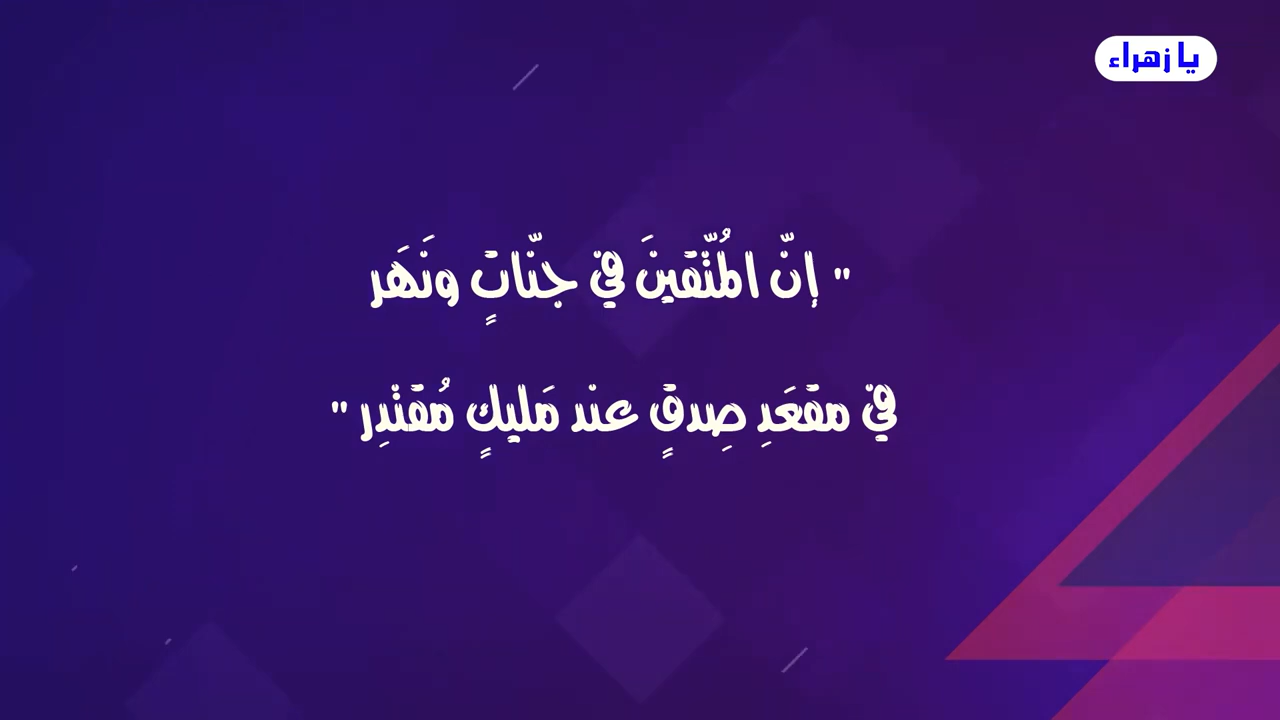 يا زهراء
" إنّ المُتّقينَ في جنّاتٍ ونَهَر
في مقعَدِ صِدقٍ عند مَليكٍ مُقتدِر "